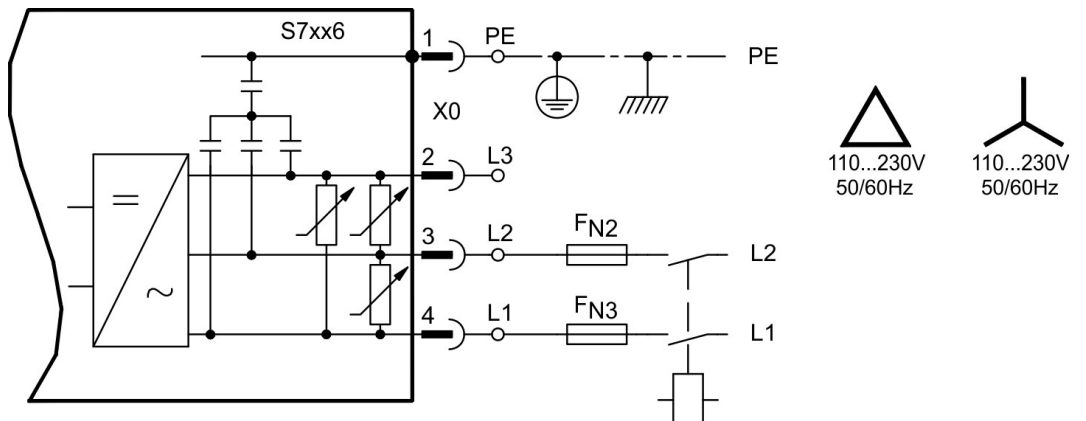 S7xx6
1 PE PE
X0
2 L3
3 L2 FN2 L2
4 L1 FN3 L1
=
~
110...230V
50/60Hz
110...230V
50/60Hz